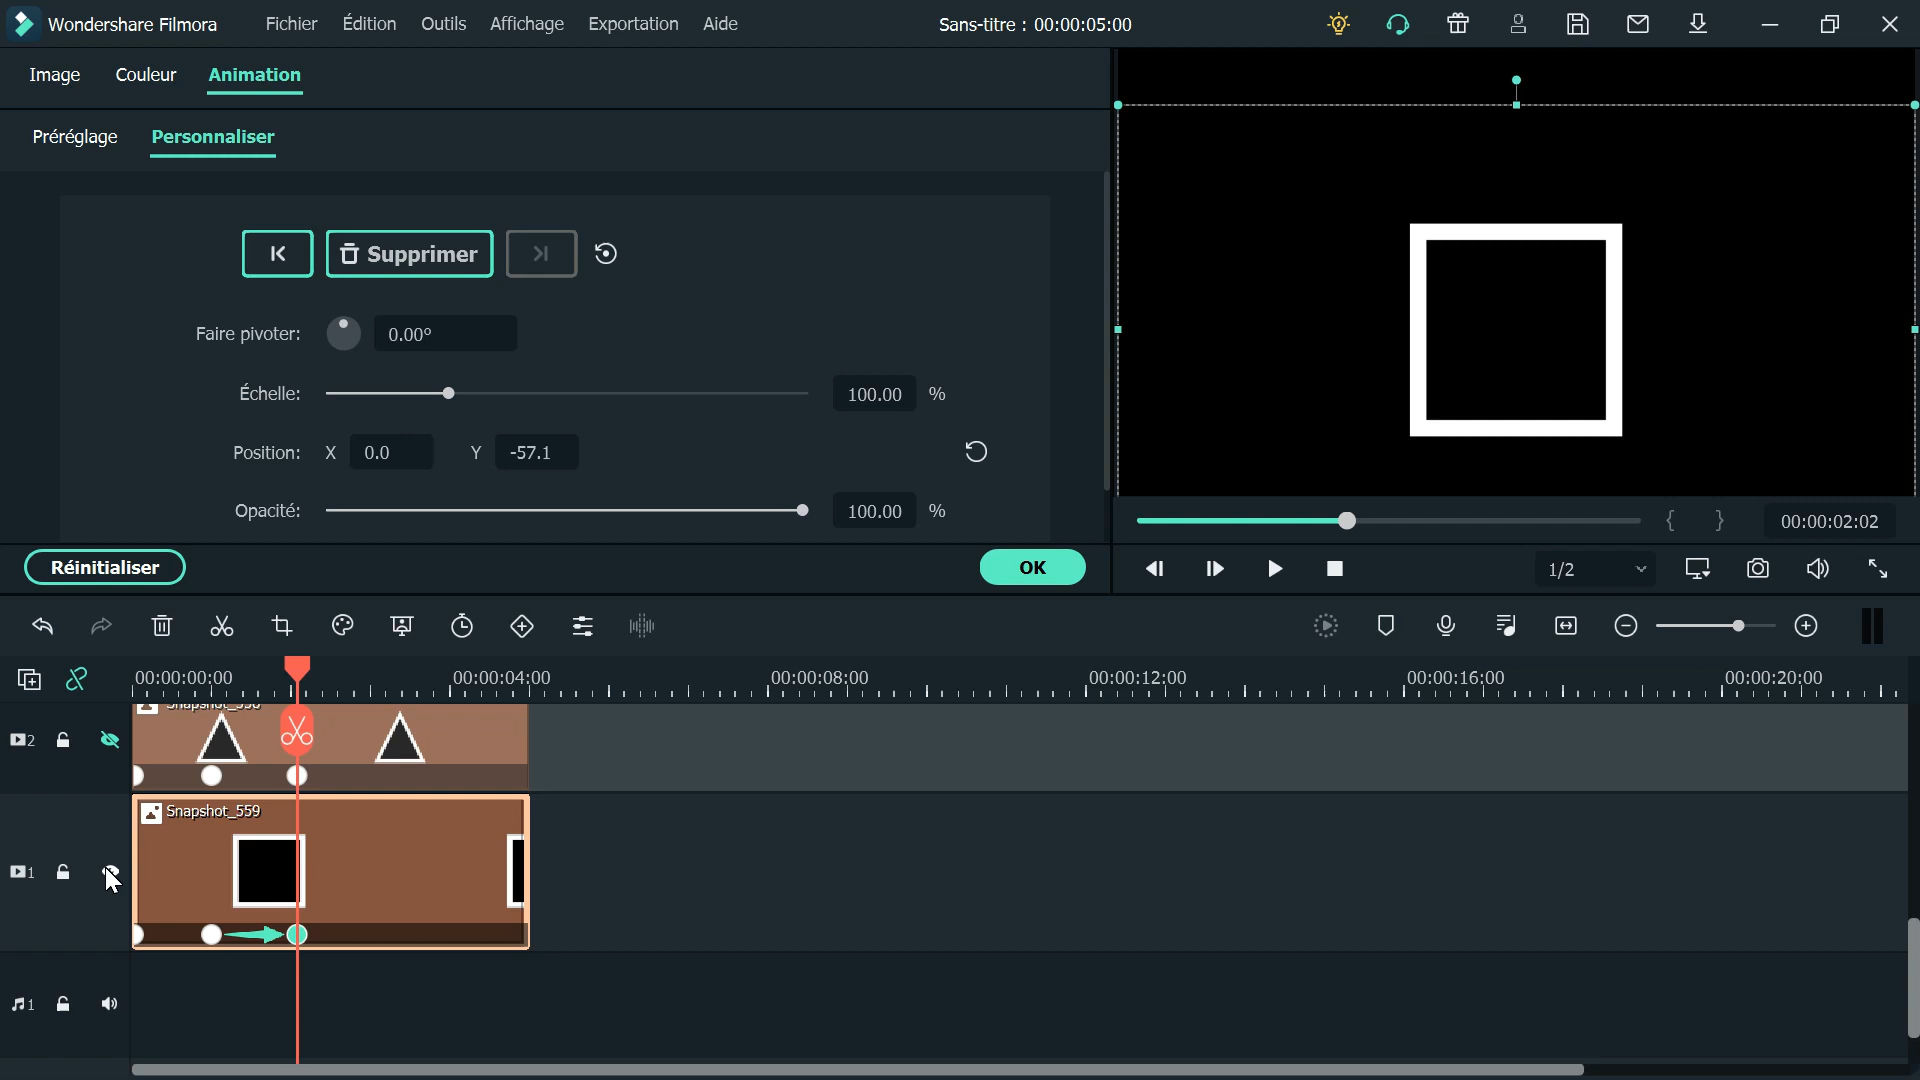 Wondershare Filmora Fichier Édition Outils Affichage Exportation Aide Sans-titre : 00:00:05:00
Image Couleur Animation
Préréglage Personnaliser
Supprimer
Faire pivoter: 0.00°
Échelle: 100.00 %
Position: X 0.0 Y -57.1
Opacité: 100.00 %
{ } 00:00:02:02
Réinitialiser OK
1/2
00:00:00:00 00:00:04:00 00:00:08:00 00:00:12:00 00:00:16:00 00:00:20:00
2
Snapshot_559
1
1